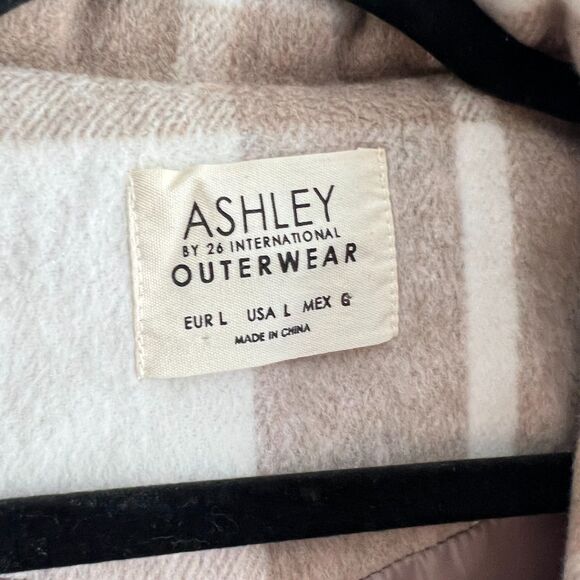 ASHLEY
BY 26 INTERNATIONAL
OUTERWEAR
EUR L USA L MEX G
MADE IN CHINA